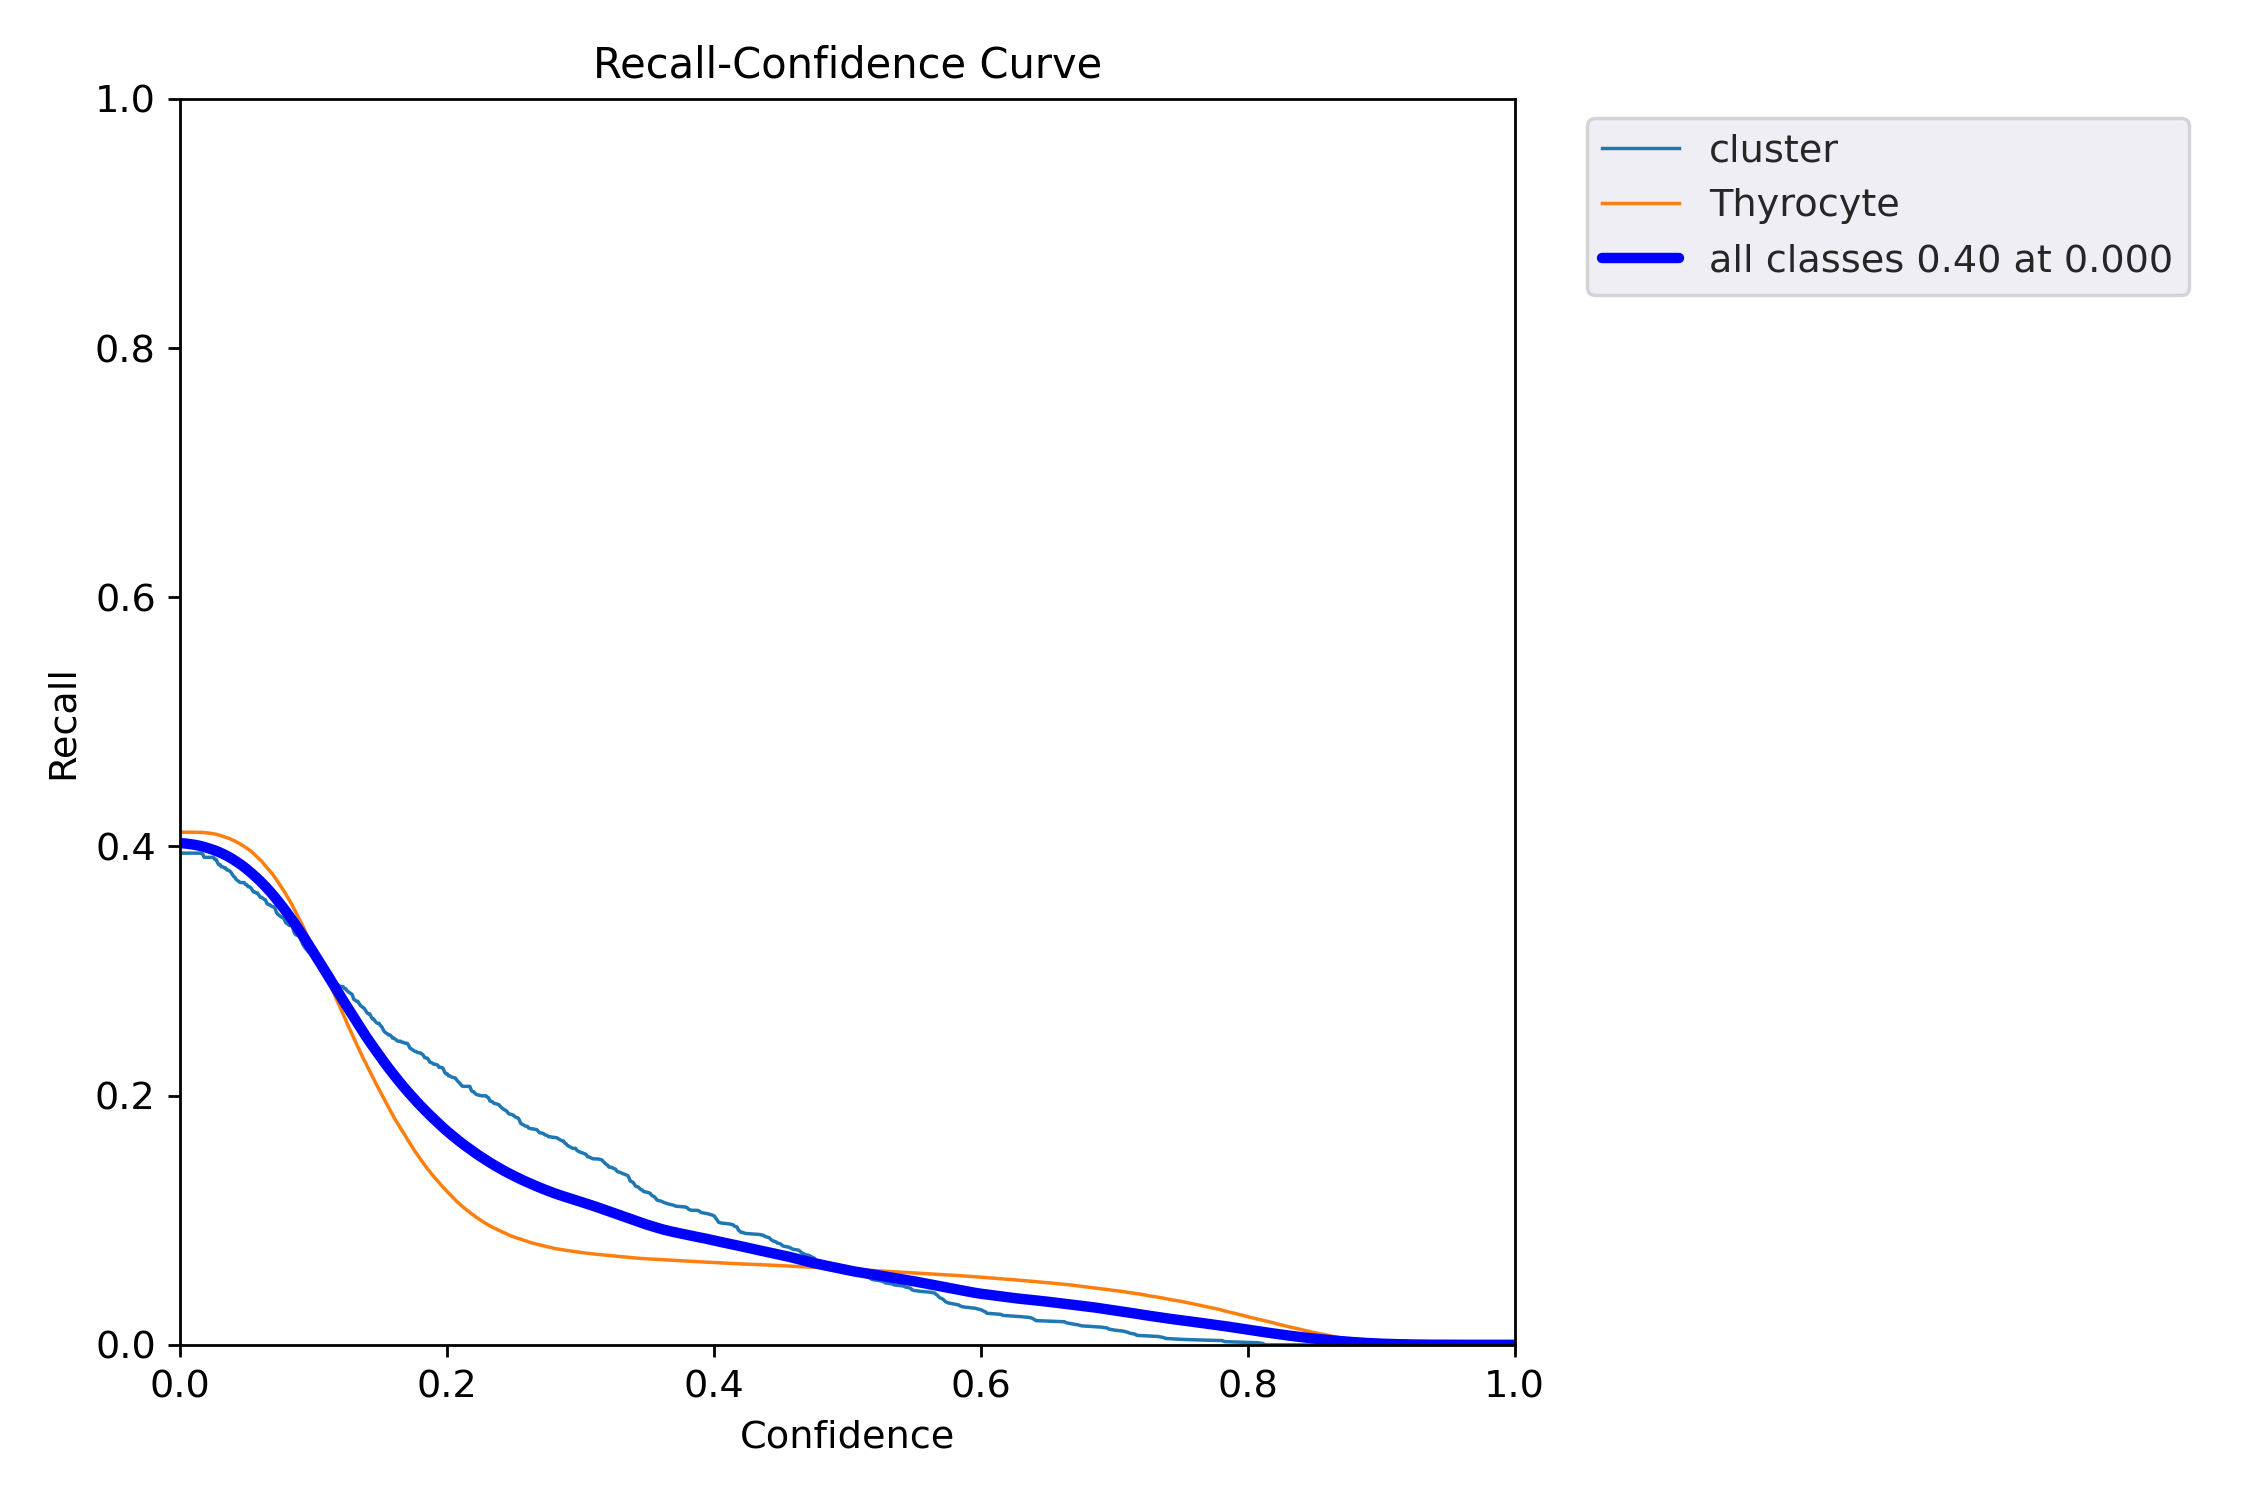 Recall-Confidence Curve
1.0
0.8
0.6
0.4
0.2
0.0
Recall
0.0 0.2 0.4 0.6 0.8 1.0
Confidence
cluster
Thyrocyte
all classes 0.40 at 0.000